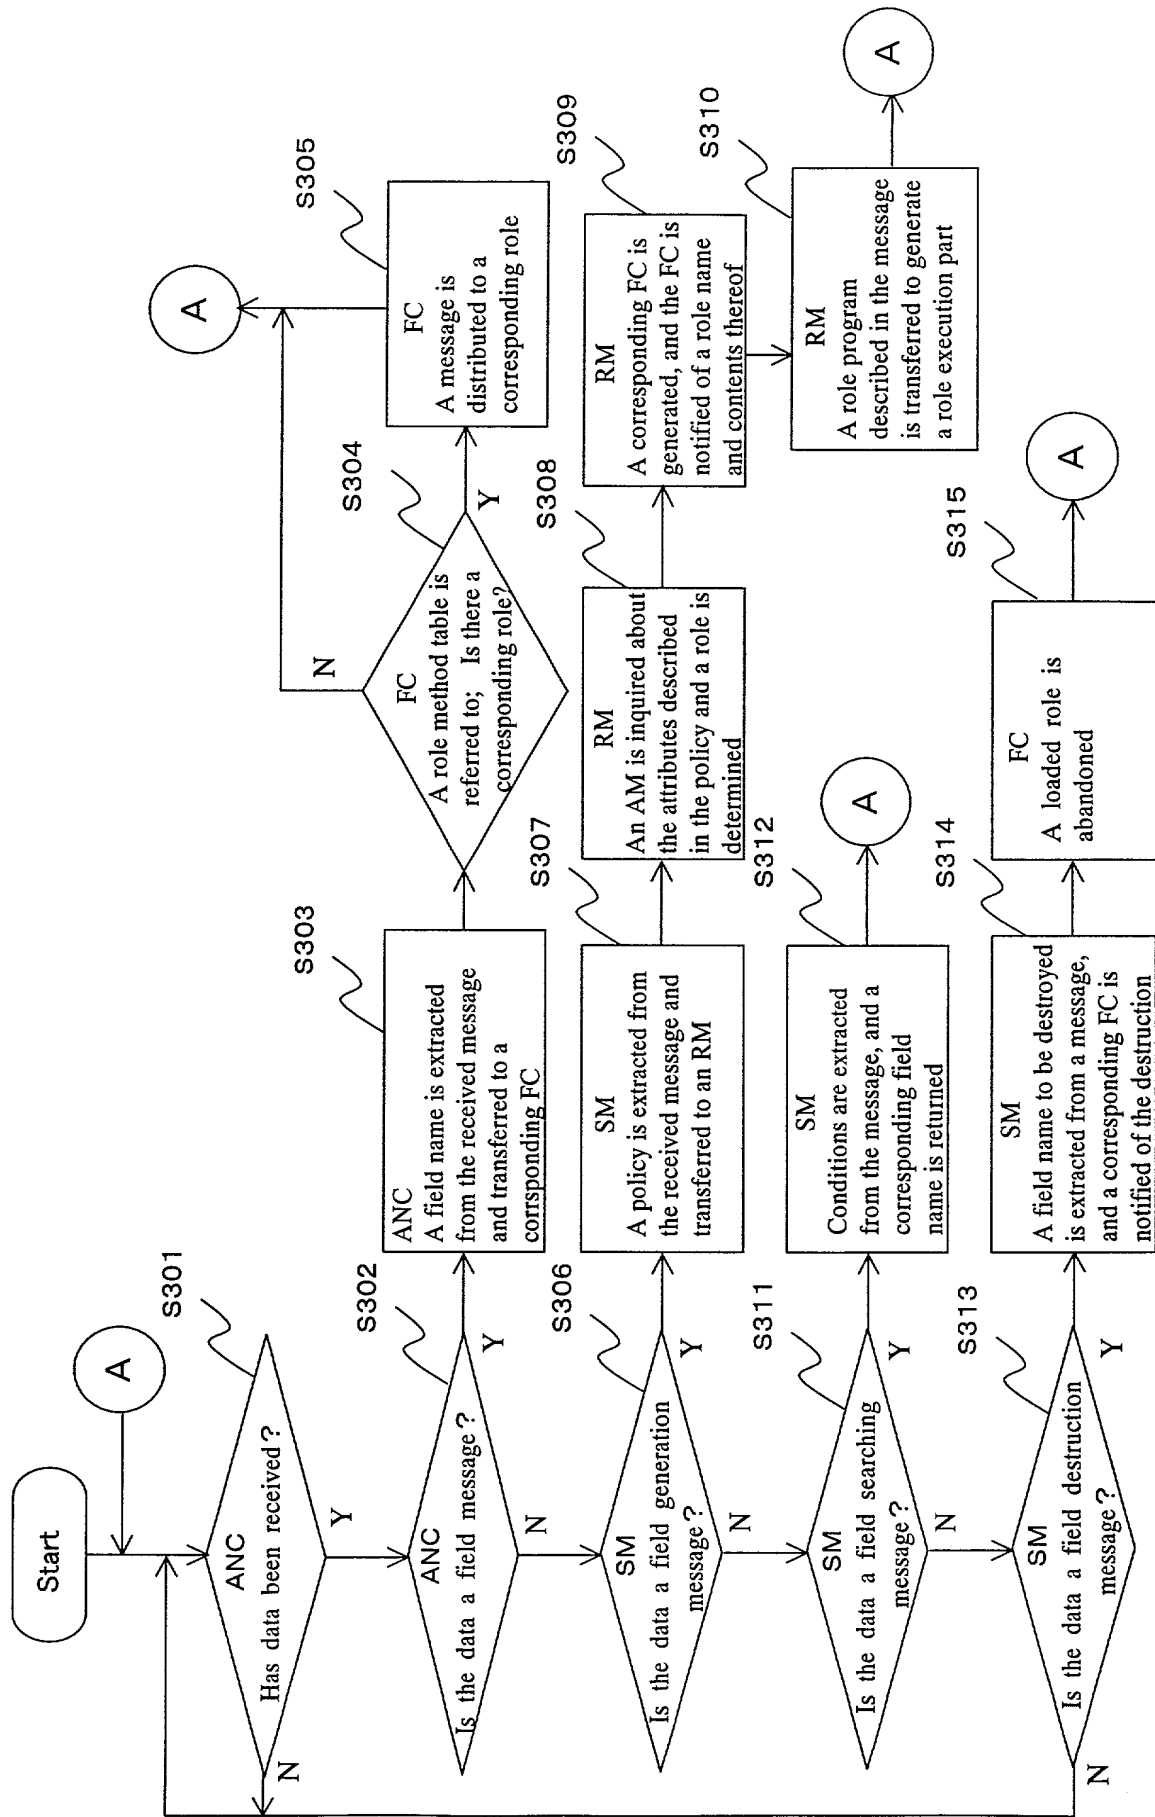 Start
A
S301
ANC
Has data been received?
N
Y
S302
ANC
Is the data a field message?
Y
N
S303
ANC
A field name is extracted
from the received message
and transferred to a
corrsponding FC
S304
FC
A role method table is
referred to; Is there a
corresponding role?
N
Y
S305
FC
A message is
distributed to a
corresponding role
A
S306
SM
Is the data a field generation
message?
Y
N
S307
SM
A policy is extracted from
the received message and
transferred to an RM
S308
RM
An AM is inquired about
the attributes described
in the policy and a role is
determined
S309
RM
A corresponding FC is
generated, and the FC is
notified of a role name
and contents thereof
S310
RM
A role program
described in the message
is transferred to generate
a role execution part
A
S311
SM
Is the data a field searching
message?
Y
N
S312
SM
Conditions are extracted
from the message, and a
corresponding field
name is returned
A
S313
SM
Is the data a field destruction
message?
Y
N
S314
SM
A field name to be destroyed
is extracted from a message,
and a corresponding FC is
notified of the destruction
S315
FC
A loaded role is
abandoned
A